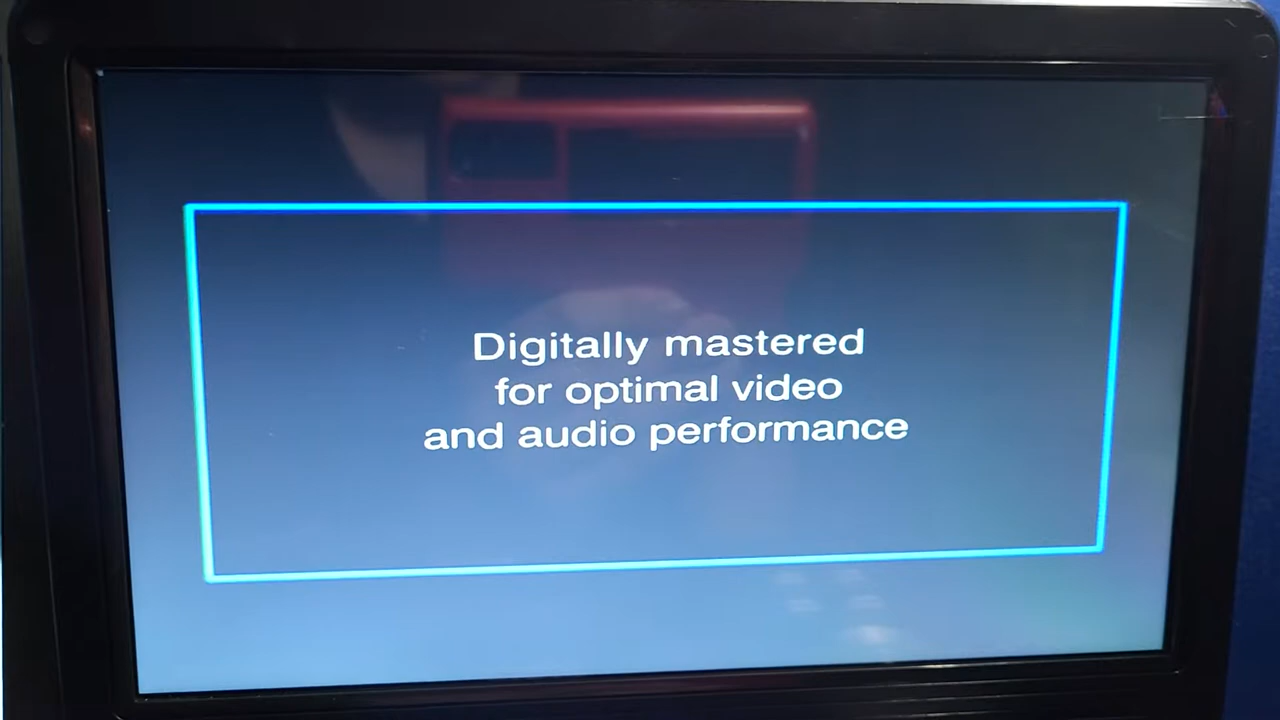 Digitally mastered
for optimal video
and audio performance